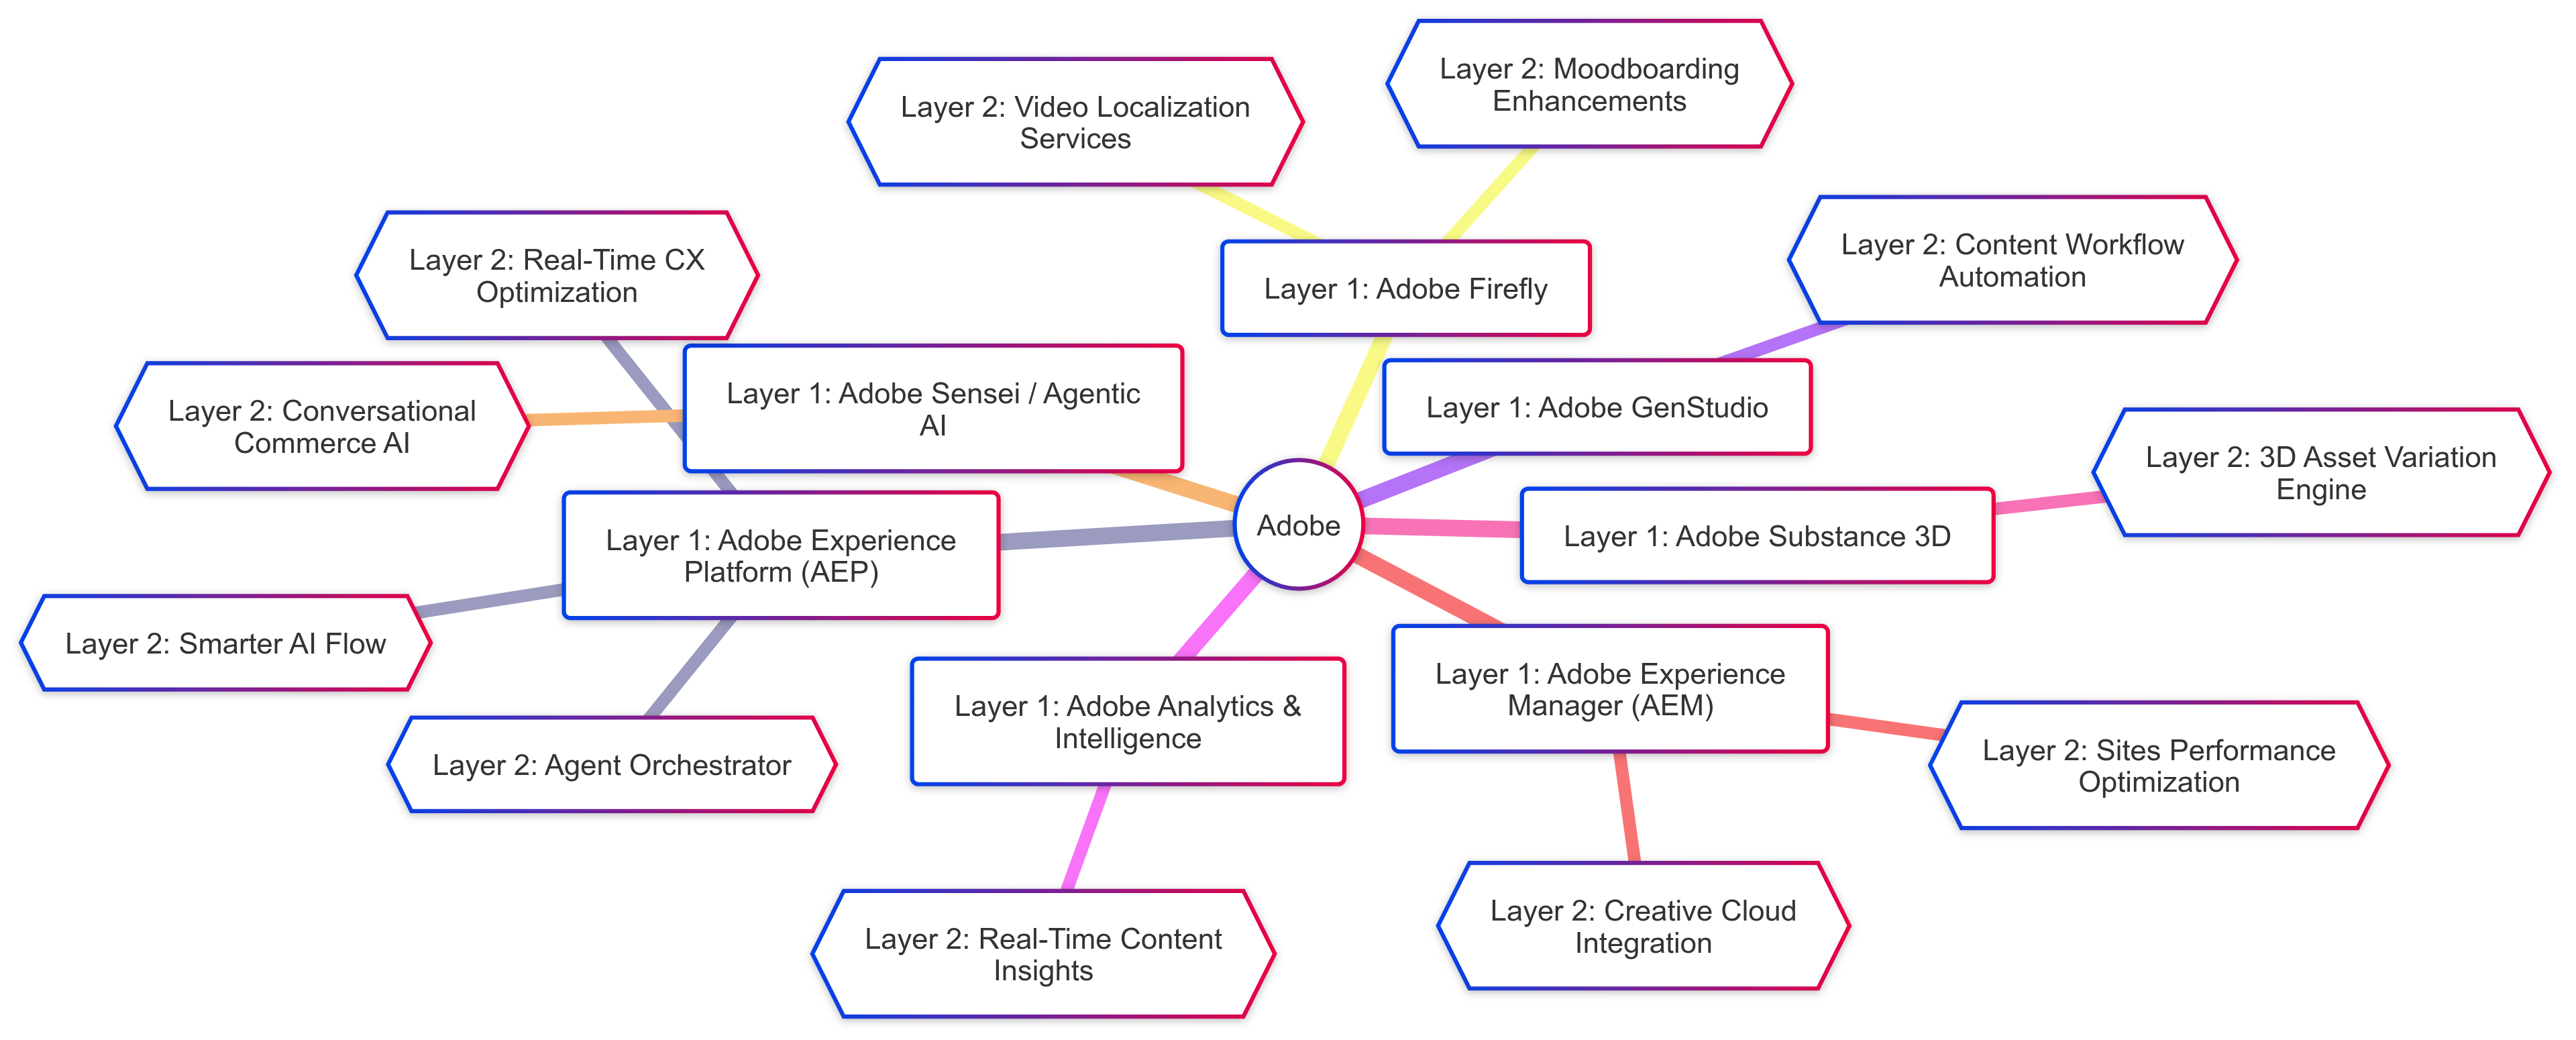 Layer 2: Moodboarding
Enhancements
Layer 2: Video Localization
Services
Layer 2: Real-Time CX
Optimization
Layer 2: Content Workflow
Automation
Layer 1: Adobe Firefly
Layer 1: Adobe Sensei / Agentic
AI
Layer 2: Conversational
Commerce AI
Layer 1: Adobe GenStudio
Layer 2: 3D Asset Variation
Engine
Adobe
Layer 1: Adobe Substance 3D
Layer 1: Adobe Experience
Platform (AEP)
Layer 2: Smarter AI Flow
Layer 1: Adobe Analytics &
Intelligence
Layer 1: Adobe Experience
Manager (AEM)
Layer 2: Agent Orchestrator
Layer 2: Sites Performance
Optimization
Layer 2: Real-Time Content
Insights
Layer 2: Creative Cloud
Integration